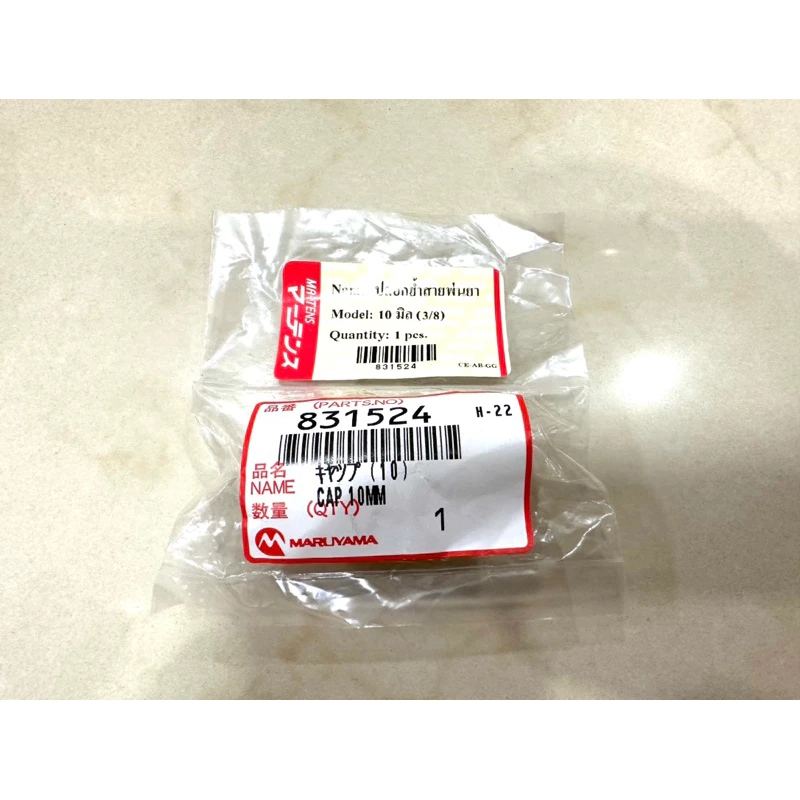 MARTENS
マーテンス
Name: ปลอกย้ำสายพ่นยา
Model: 10 มิล (3/8)
Quantity: 1 pcs.
831524
CE-AB-GG
品番 (PARTS.NO)
831524
H-22
品名 キャップ(10)
NAME CAP 10MM
数量 (QTY) 1
MARUYAMA